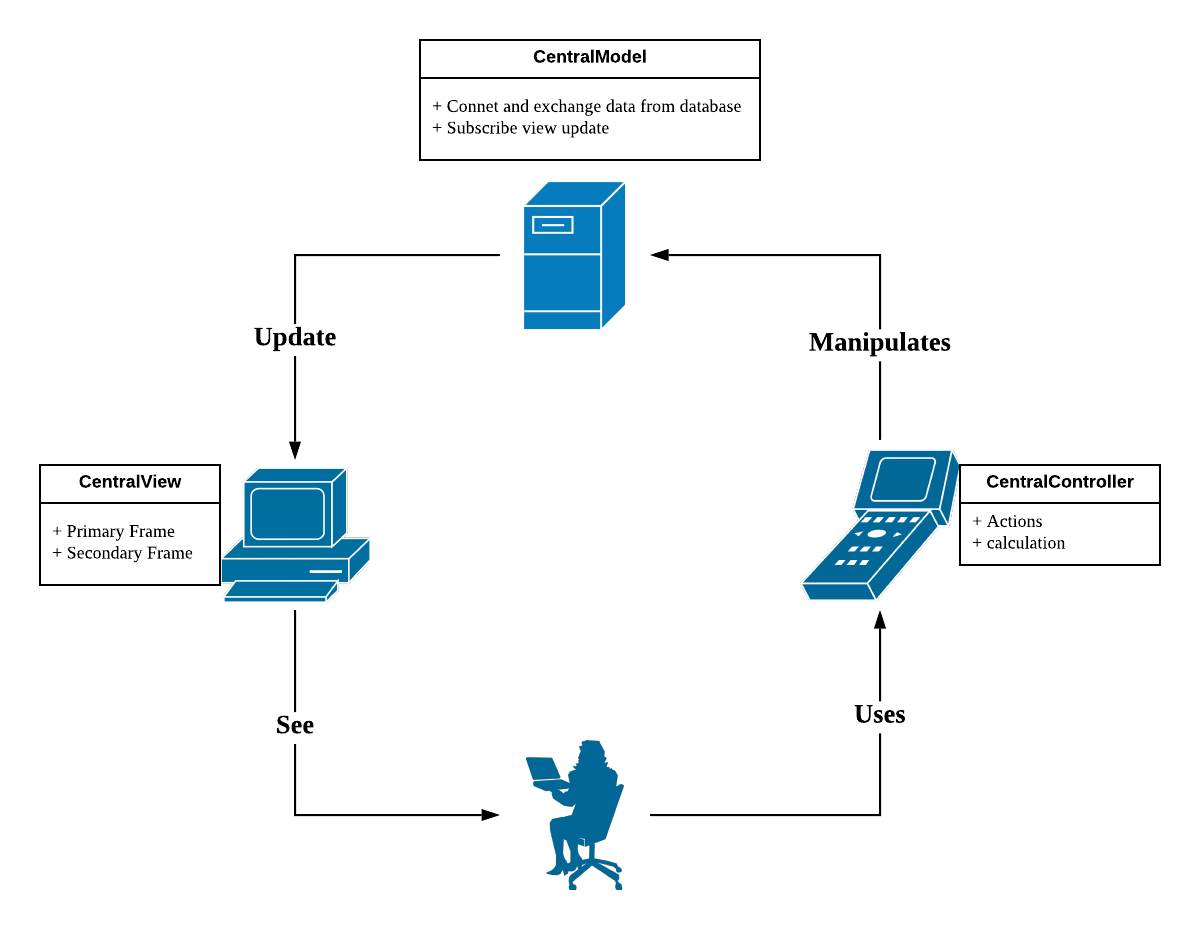 CentralModel
+ Connet and exchange data from database
+ Subscribe view update
Update
Manipulates
CentralView
+ Primary Frame
+ Secondary Frame
CentralController
+ Actions
+ calculation
See
Uses